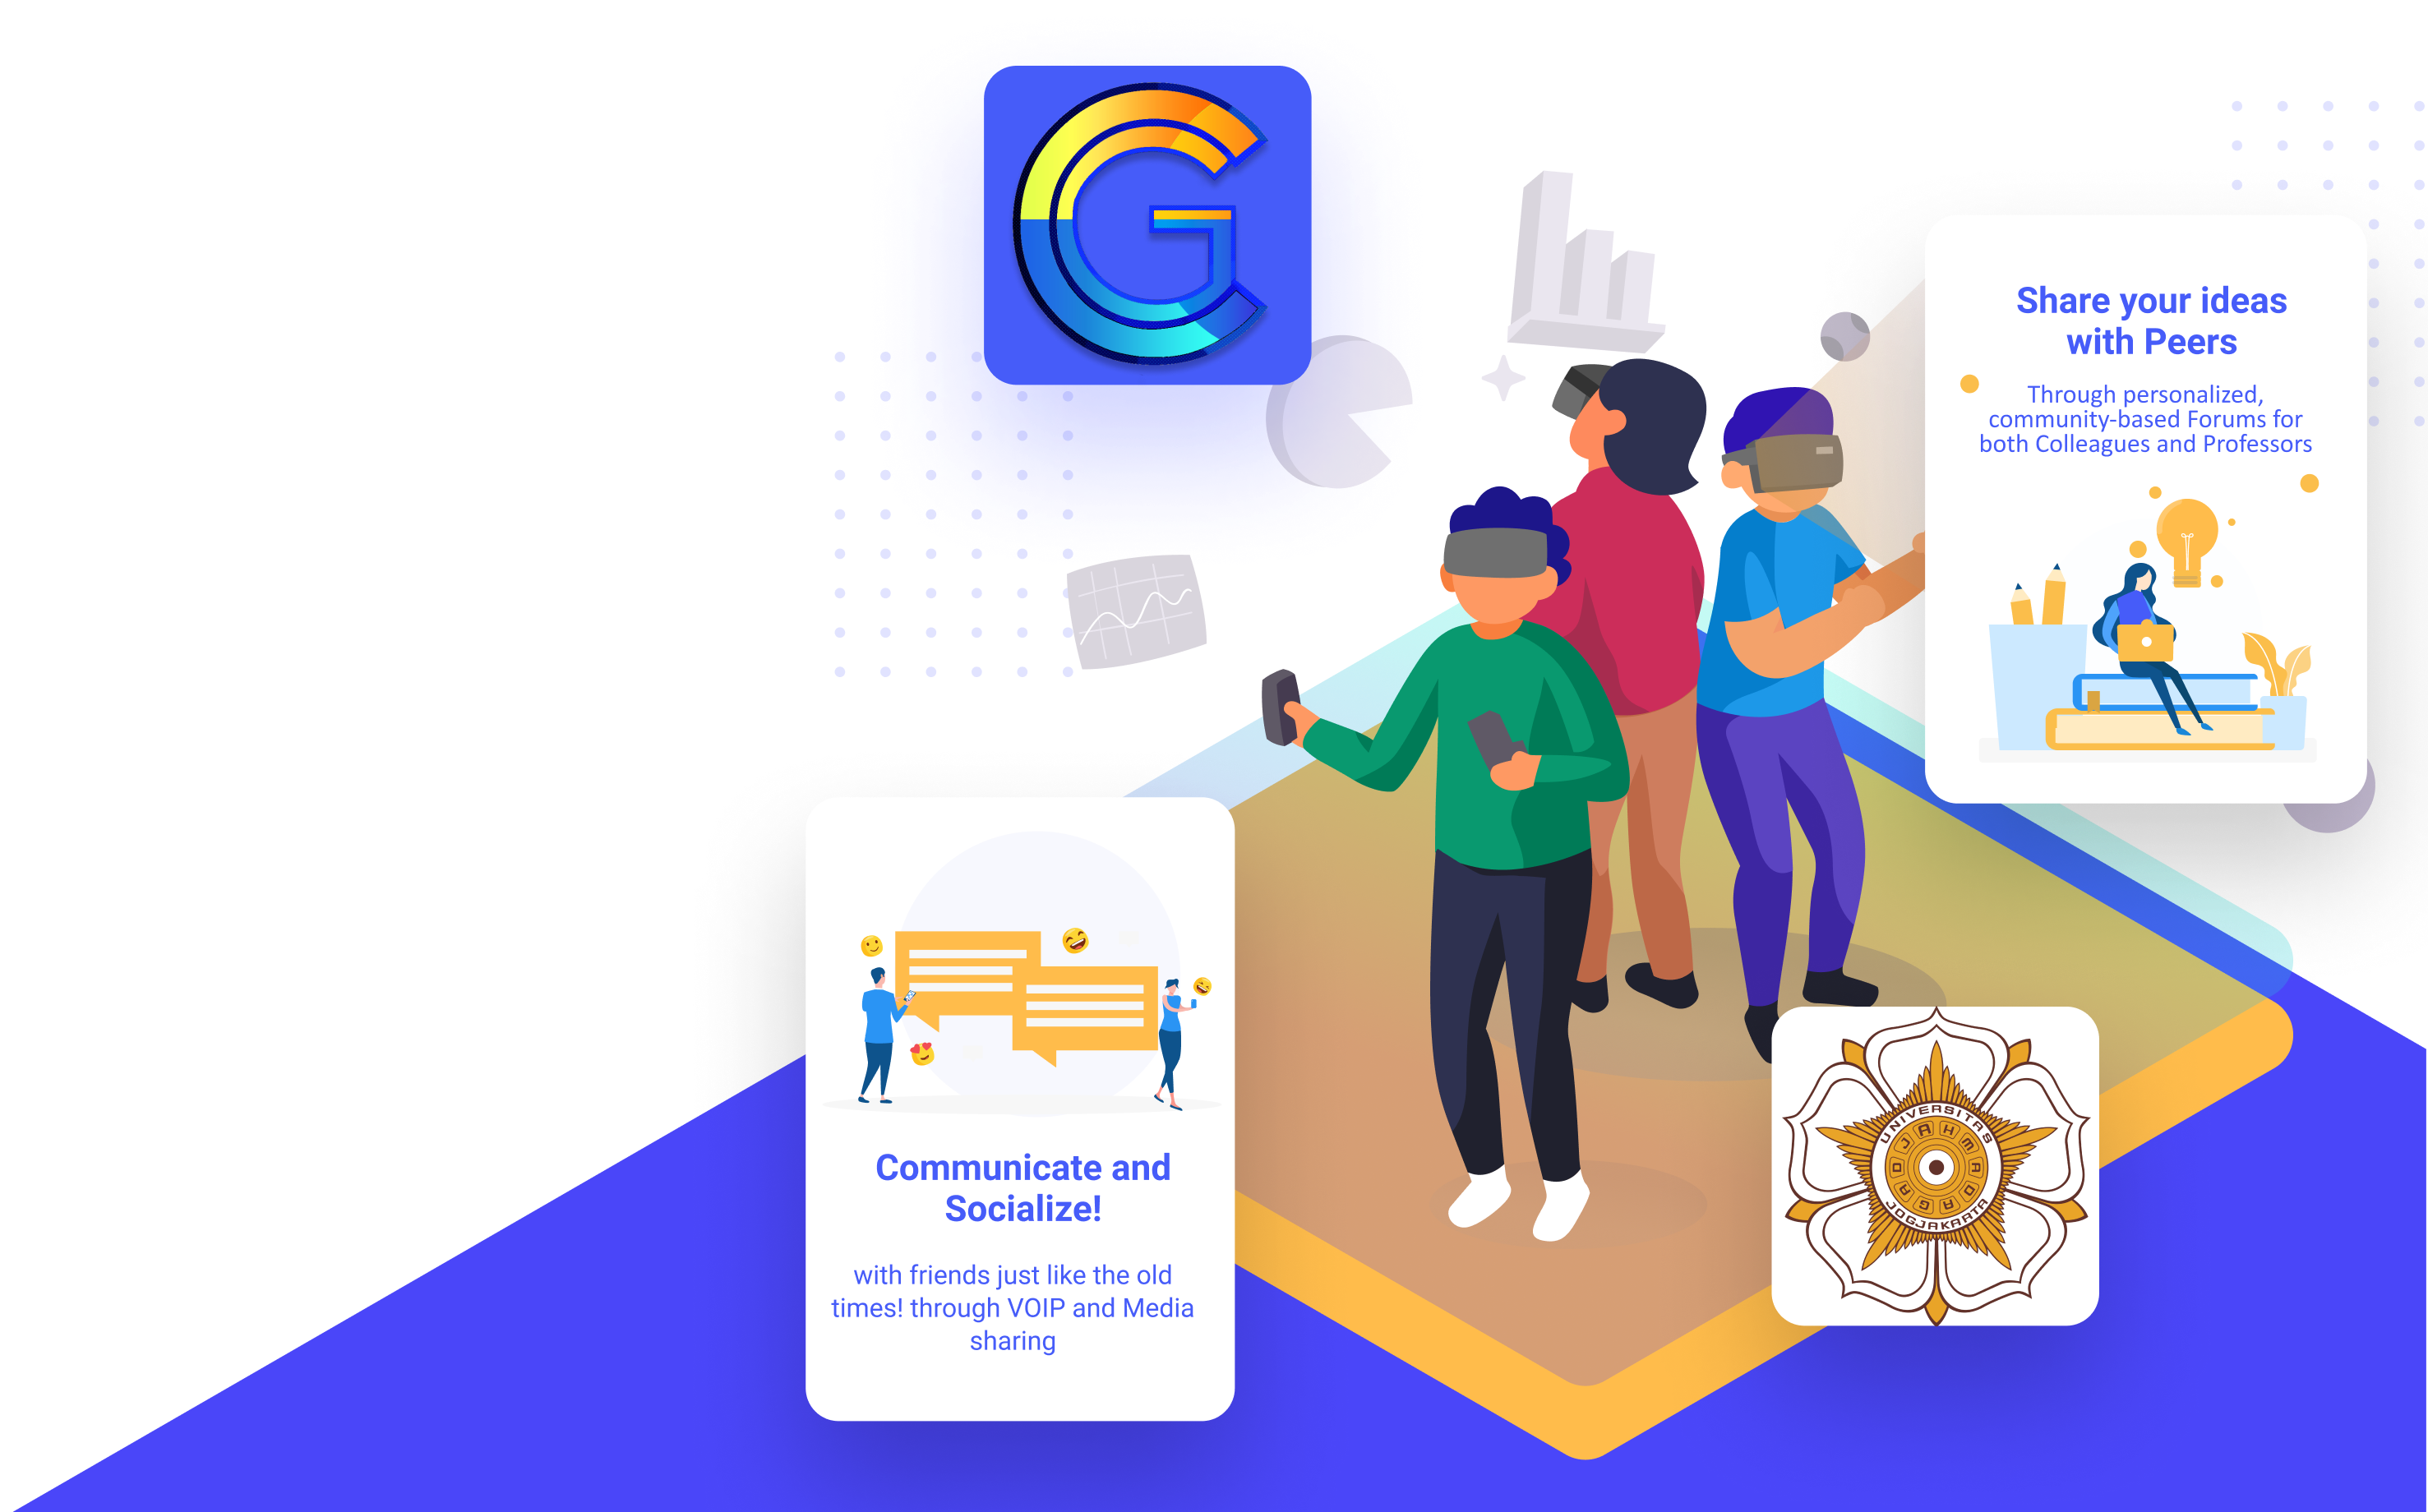 G
Share your ideas
with Peers
Through personalized,
community-based Forums for
both Colleagues and Professors
Communicate and
Socialize!
with friends just like the old
times! through VOIP and Media
sharing
UNIVERSITAS
GADJAH MADA
JOGJAKARTA